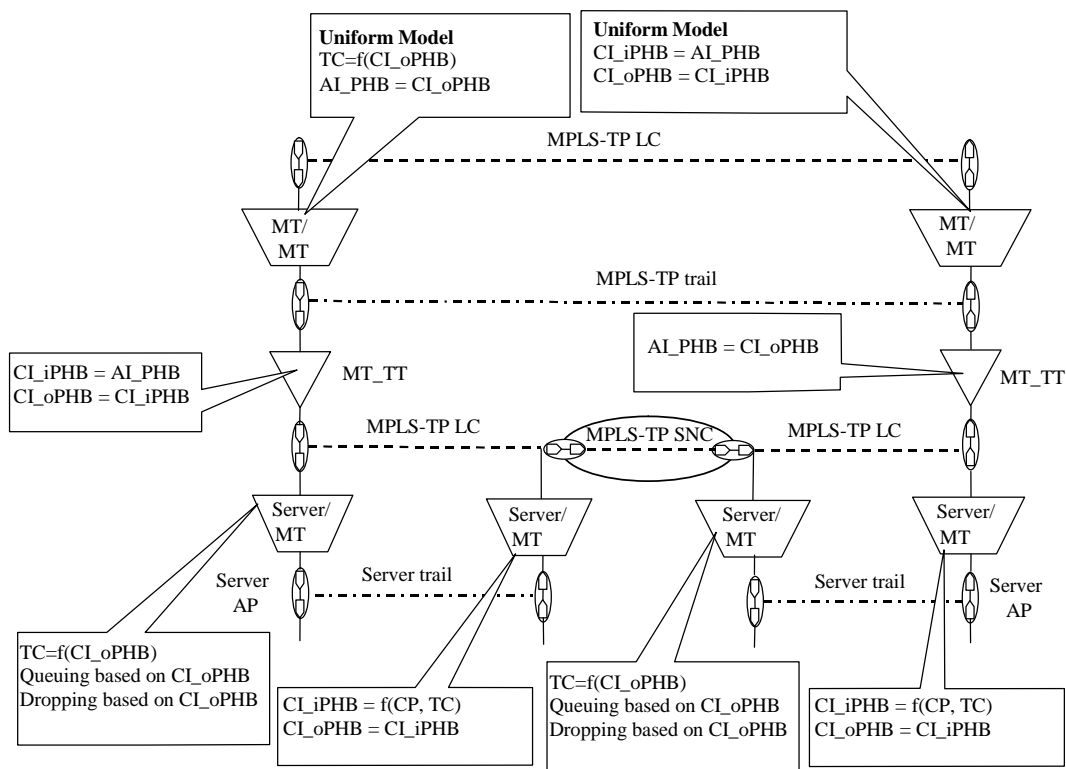 Uniform Model
TC=f(CI_oPHB)
AI_PHB = CI_oPHB
Uniform Model
CI_iPHB = AI_PHB
CI_oPHB = CI_iPHB
MPLS-TP LC
MT/
MT
MT/
MT
MPLS-TP trail
CI_iPHB = AI_PHB
CI_oPHB = CI_iPHB
MT_TT
AI_PHB = CI_oPHB
MT_TT
MPLS-TP LC
MPLS-TP SNC
MPLS-TP LC
Server/
MT
Server/
MT
Server/
MT
Server/
MT
Server
AP
Server trail
Server trail
Server
AP
TC=f(CI_oPHB)
Queuing based on CI_oPHB
Dropping based on CI_oPHB
CI_iPHB = f(CP, TC)
CI_oPHB = CI_iPHB
TC=f(CI_oPHB)
Queuing based on CI_oPHB
Dropping based on CI_oPHB
CI_iPHB = f(CP, TC)
CI_oPHB = CI_iPHB